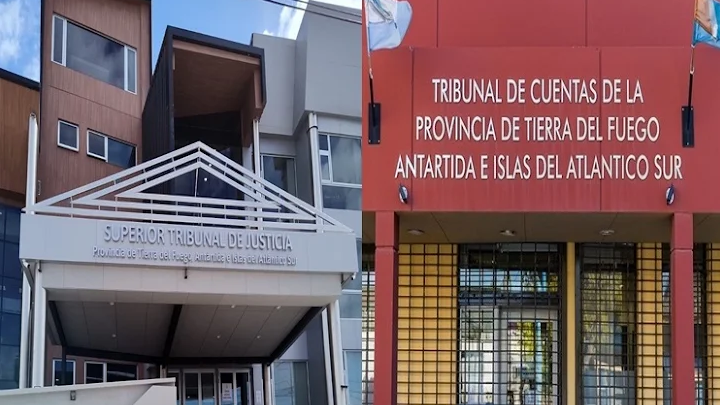 SUPERIOR TRIBUNAL DE JUSTICIA
Provincia de Tierra del Fuego, Antártida e Islas del Atlántico Sur
TRIBUNAL DE CUENTAS DE LA
PROVINCIA DE TIERRA DEL FUEGO
ANTARTIDA E ISLAS DEL ATLANTICO SUR